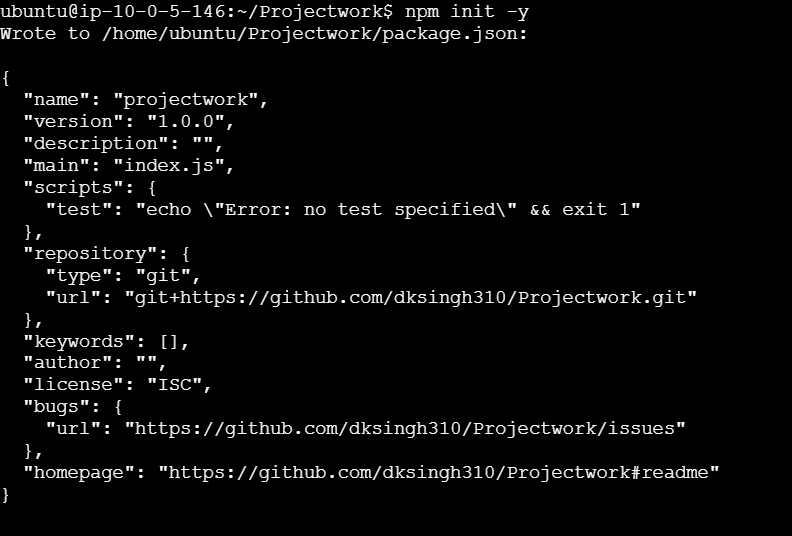 ubuntu@ip-10-0-5-146:~/Projectwork$ npm init -y
Wrote to /home/ubuntu/Projectwork/package.json:

{
  "name": "projectwork",
  "version": "1.0.0",
  "description": "",
  "main": "index.js",
  "scripts": {
    "test": "echo \"Error: no test specified\" && exit 1"
  },
  "repository": {
    "type": "git",
    "url": "git+https://github.com/dksingh310/Projectwork.git"
  },
  "keywords": [],
  "author": "",
  "license": "ISC",
  "bugs": {
    "url": "https://github.com/dksingh310/Projectwork/issues"
  },
  "homepage": "https://github.com/dksingh310/Projectwork#readme"
}